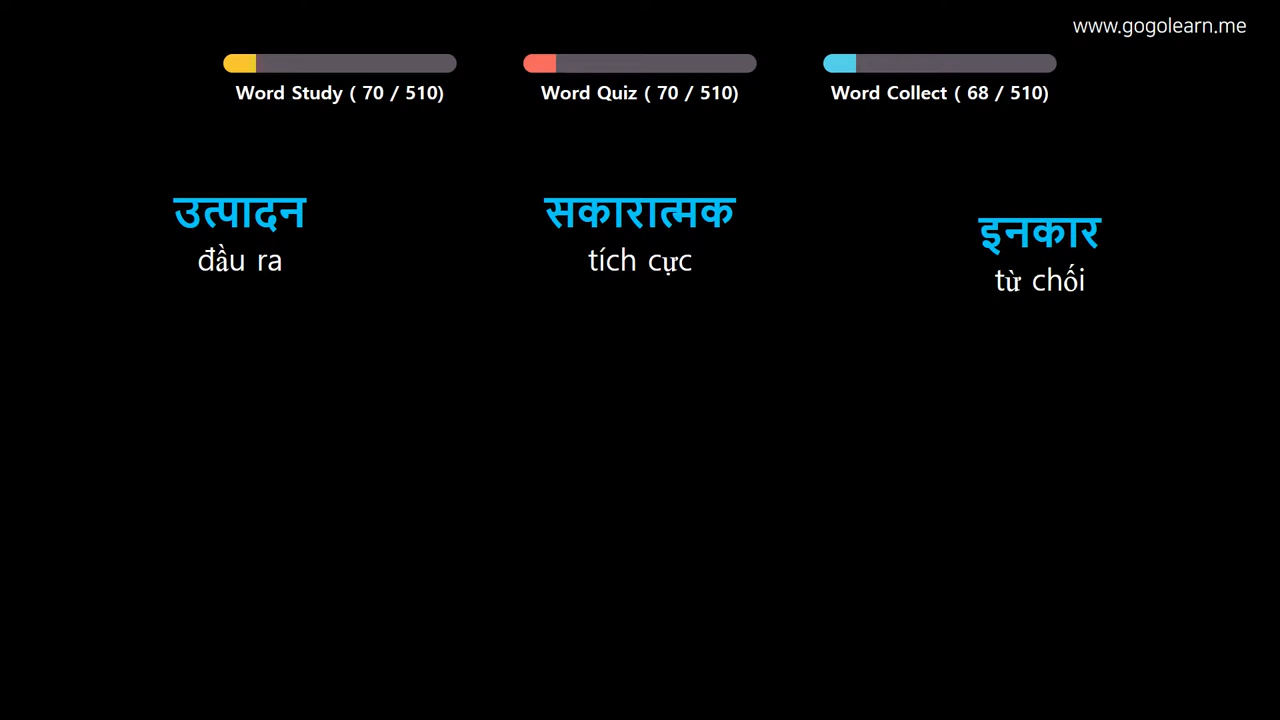 www.gogolearn.me
Word Study ( 70 / 510)
Word Quiz ( 70 / 510)
Word Collect ( 68 / 510)
उत्पादन
đầu ra
सकारात्मक
tích cực
इनकार
từ chối